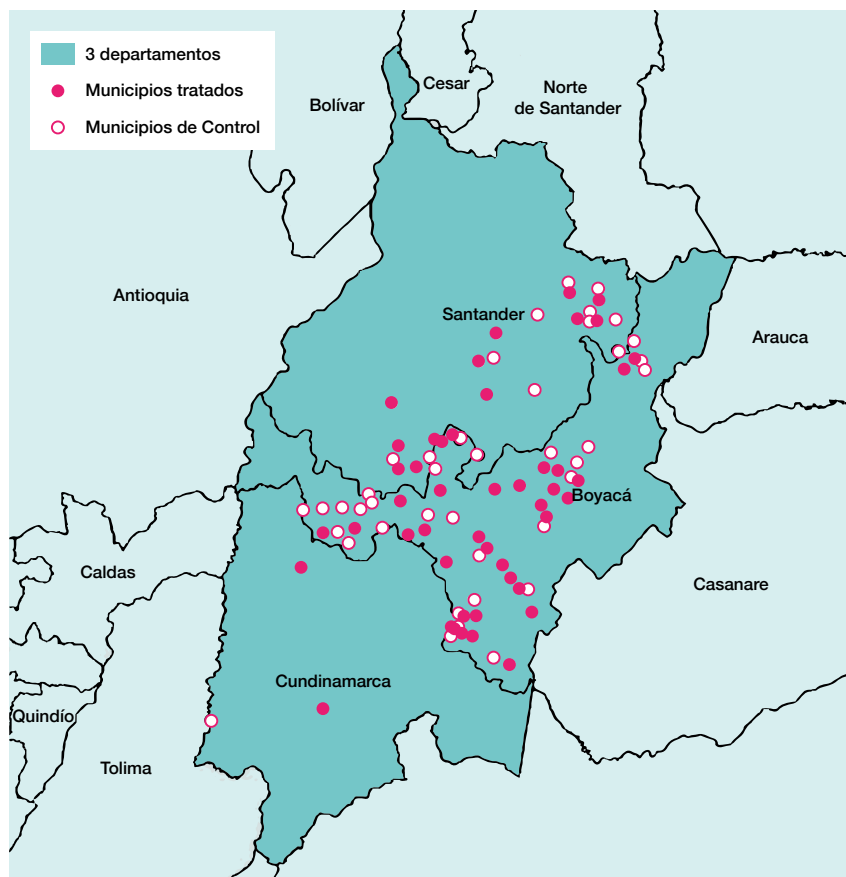 3 departamentos
Municipios tratados
Municipios de Control
Cesar
Bolívar
Norte
de Santander
Antioquia
Santander
Arauca
Boyacá
Caldas
Casanare
Cundinamarca
Quindío
Tolima